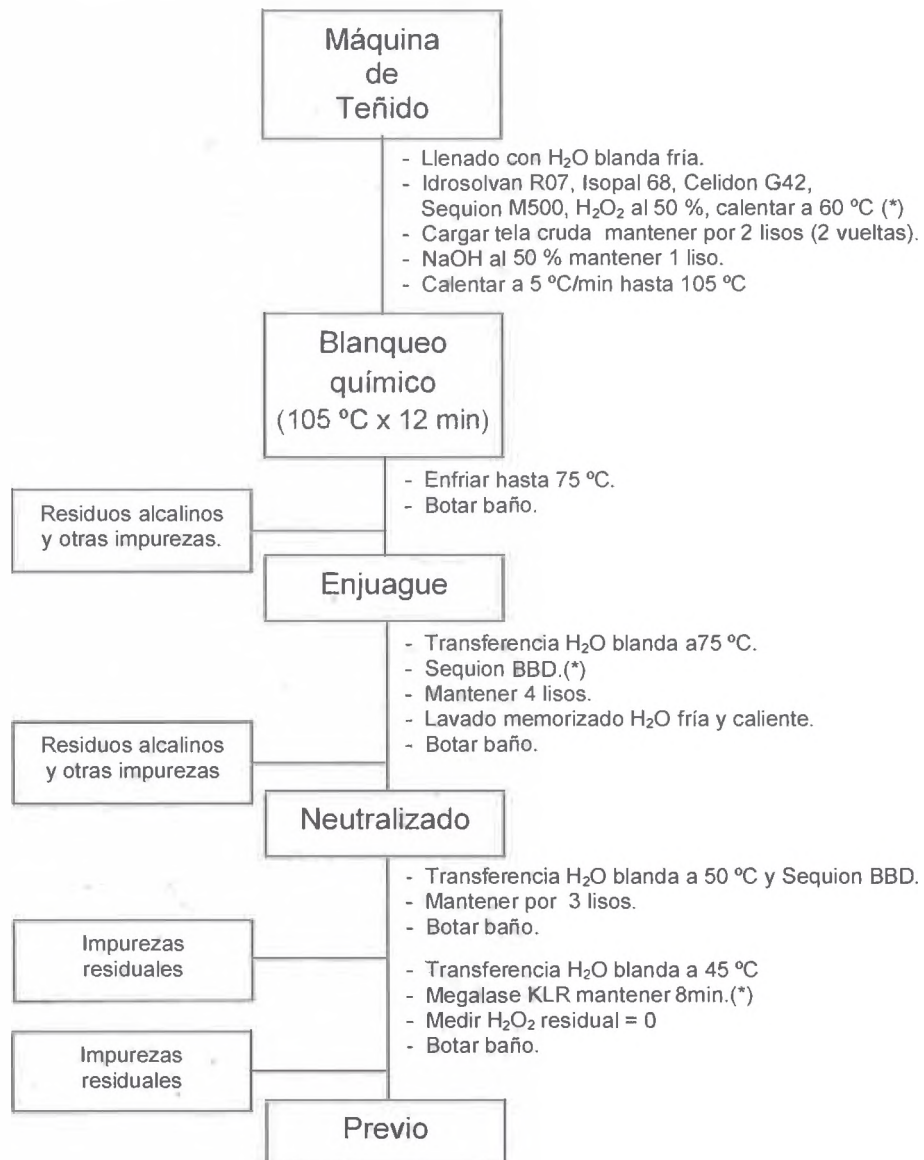 Máquina
de
Teñido
- Llenado con H₂O blanda fría.
- Idrosolvan R07, Isopal 68, Celidon G42,
Sequion M500, H₂O₂ al 50 %, calentar a 60 ºC (*)
- Cargar tela cruda mantener por 2 lisos (2 vueltas).
- NaOH al 50 % mantener 1 liso.
- Calentar a 5 ºC/min hasta 105 ºC
Blanqueo
químico
(105 ºC x 12 min)
- Enfriar hasta 75 ºC.
- Botar baño.
Residuos alcalinos
y otras impurezas.
Enjuague
- Transferencia H₂O blanda a75 ºC.
- Sequion BBD.(*)
- Mantener 4 lisos.
- Lavado memorizado H₂O fría y caliente.
- Botar baño.
Residuos alcalinos
y otras impurezas
Neutralizado
- Transferencia H₂O blanda a 50 ºC y Sequion BBD.
- Mantener por 3 lisos.
- Botar baño.
Impurezas
residuales
- Transferencia H₂O blanda a 45 ºC
- Megalase KLR mantener 8min.(*)
- Medir H₂O₂ residual = 0
- Botar baño.
Impurezas
residuales
Previo